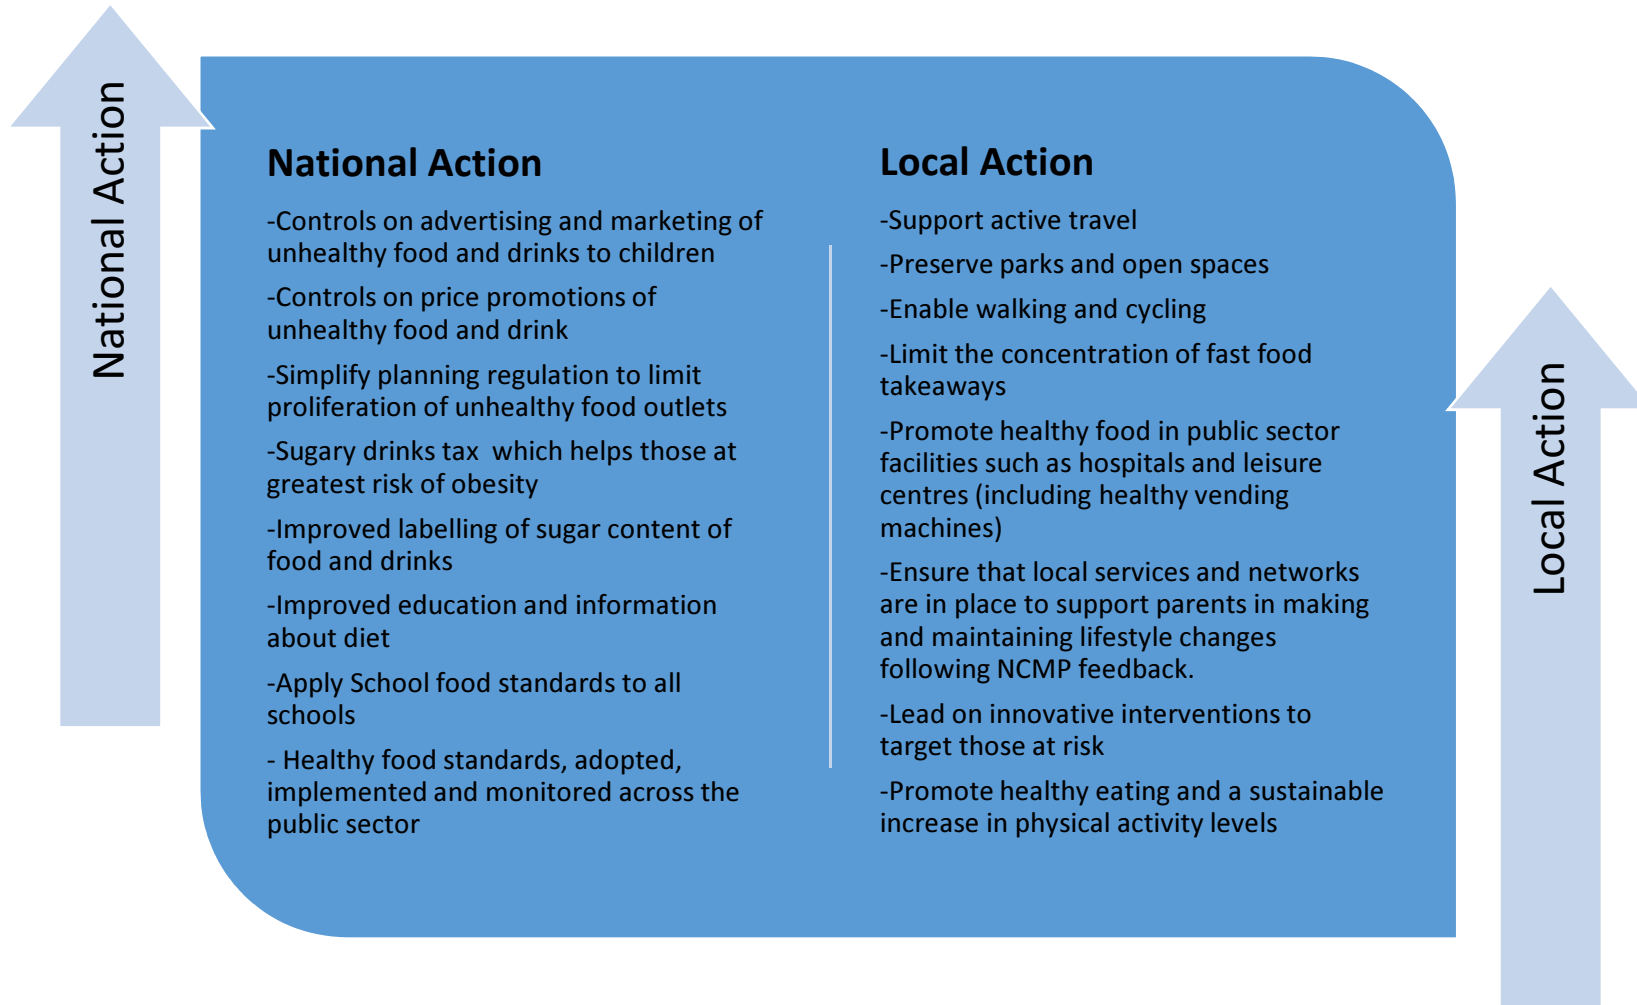 National Action
National Action
-Controls on advertising and marketing of
unhealthy food and drinks to children
-Controls on price promotions of
unhealthy food and drink
-Simplify planning regulation to limit
proliferation of unhealthy food outlets
-Sugary drinks tax  which helps those at
greatest risk of obesity
-Improved labelling of sugar content of
food and drinks
-Improved education and information
about diet
-Apply School food standards to all
schools
- Healthy food standards, adopted,
implemented and monitored across the
public sector
Local Action
-Support active travel
-Preserve parks and open spaces
-Enable walking and cycling
-Limit the concentration of fast food
takeaways
-Promote healthy food in public sector
facilities such as hospitals and leisure
centres (including healthy vending
machines)
-Ensure that local services and networks
are in place to support parents in making
and maintaining lifestyle changes
following NCMP feedback.
-Lead on innovative interventions to
target those at risk
-Promote healthy eating and a sustainable
increase in physical activity levels
Local Action